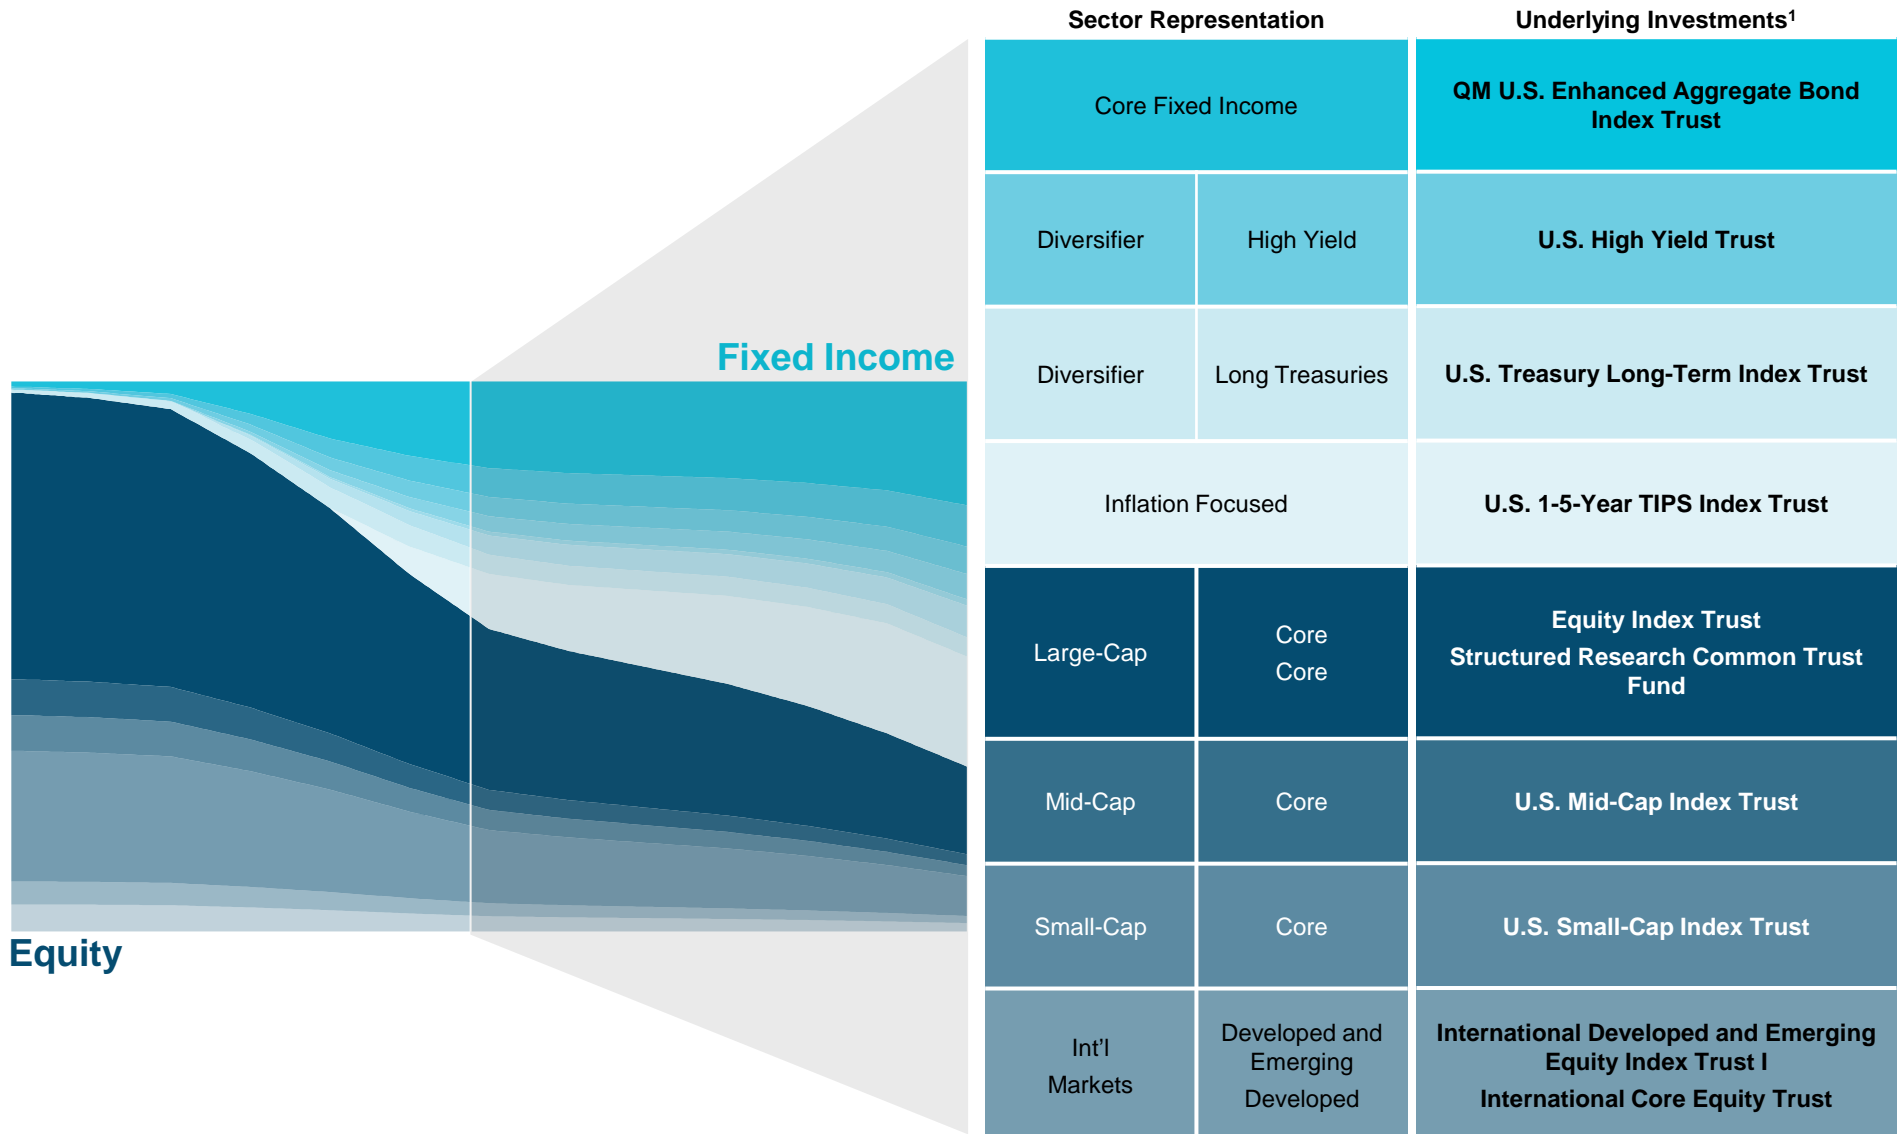 Sector Representation
Underlying Investments¹
Core Fixed Income
QM U.S. Enhanced Aggregate Bond
Index Trust
Diversifier
High Yield
U.S. High Yield Trust
Fixed Income
Diversifier
Long Treasuries
U.S. Treasury Long-Term Index Trust
Inflation Focused
U.S. 1-5-Year TIPS Index Trust
Large-Cap
Core
Core
Equity Index Trust
Structured Research Common Trust
Fund
Mid-Cap
Core
U.S. Mid-Cap Index Trust
Small-Cap
Core
U.S. Small-Cap Index Trust
Equity
Int'l
Markets
Developed and
Emerging
Developed
International Developed and Emerging
Equity Index Trust I
International Core Equity Trust